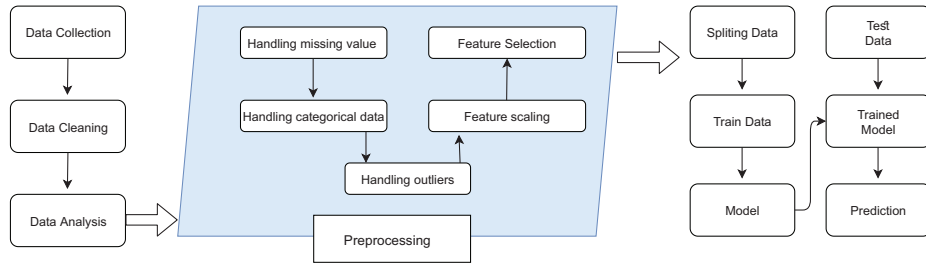 Data Collection
Data Cleaning
Data Analysis
Handling missing value
Handling categorical data
Handling outliers
Feature scaling
Feature Selection
Preprocessing
Spliting Data
Train Data
Model
Test
Data
Trained
Model
Prediction